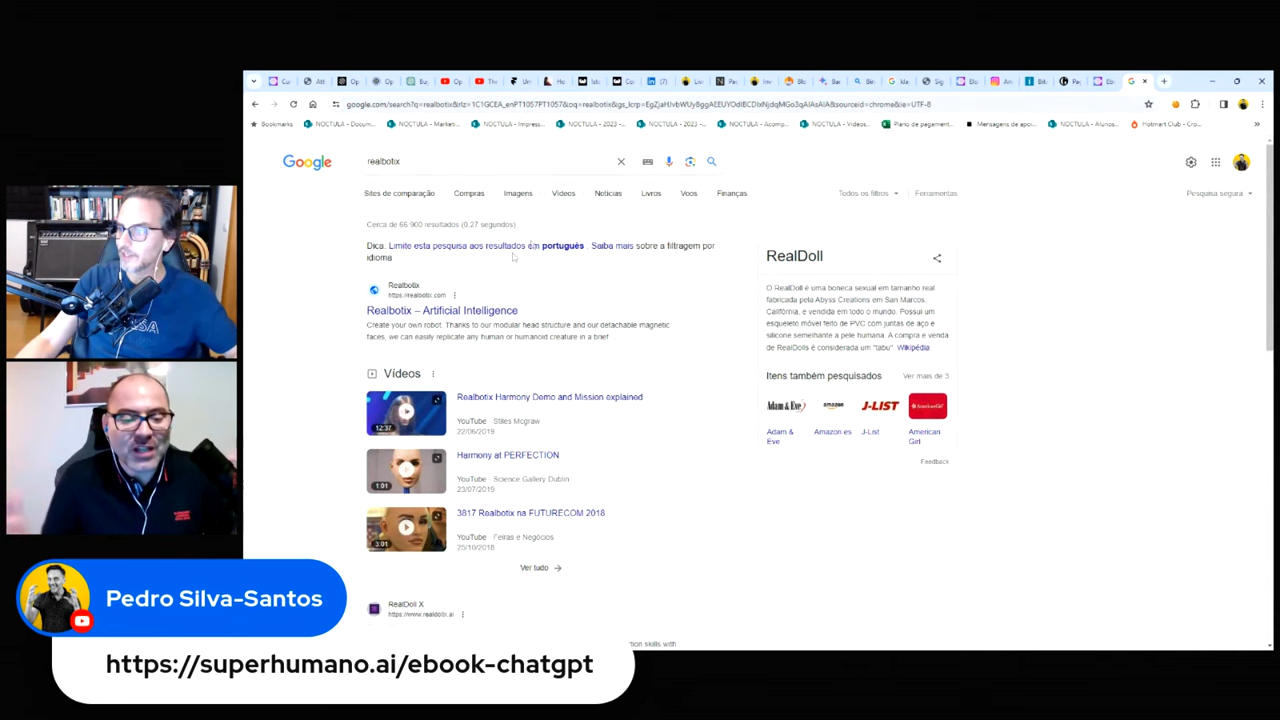 NOCTULA - Docum...
NOCTULA - Market...
NOCTULA - Impress...
NOCTULA - 2023 -...
NOCTULA - 2023 -...
NOCTULA - Acomp...
NOCTULA - Vídeos...
Plano de pagament...
Mensagens de apoi...
NOCTULA - Alunos...
Hotmart Club - Cro...
Bookmarks
Google
realbotix
Sites de comparação
Compras
Imagens
Vídeos
Notícias
Livros
Voos
Finanças
Todos os filtros
Ferramentas
Pesquisa segura
Cerca de 66 900 resultados (0,27 segundos)
Dica. Limite esta pesquisa aos resultados em português . Saiba mais sobre a filtragem por
idioma
Realbotix
https://realbotix.com
Realbotix – Artificial Intelligence
Create your own robot. Thanks to our modular head structure and our detachable magnetic
faces, we can easily replicate any human or humanoid creature in a brief
Vídeos
Realbotix Harmony Demo and Mission explained
12:37
YouTube · Stiles Mcgraw
22/06/2019
Harmony at PERFECTION
1:01
YouTube · Science Gallery Dublin
23/07/2019
3817 Realbotix na FUTURECOM 2018
3:01
YouTube · Feiras e Negócios
25/10/2018
Ver tudo
RealDoll X
https://www.realdolx.ai
tion skills with
RealDoll
O RealDoll é uma boneca sexual em tamanho real
fabricada pela Abyss Creations em San Marcos.
Califórnia, e vendida em todo o mundo. Possui um
esqueleto móvel feito de PVC com juntas de aço e
silicone semelhante a pele humana. A compra e venda
de RealDolls é considerada um "tabu" Wikipédia
Itens também pesquisados
Ver mais de 3
Adam & Eve
amazon
J-LIST
American Girl
Adam &
Eve
Amazon es
J-List
American
Girl
Feedback
Pedro Silva-Santos
https://superhumano.ai/ebook-chatgpt